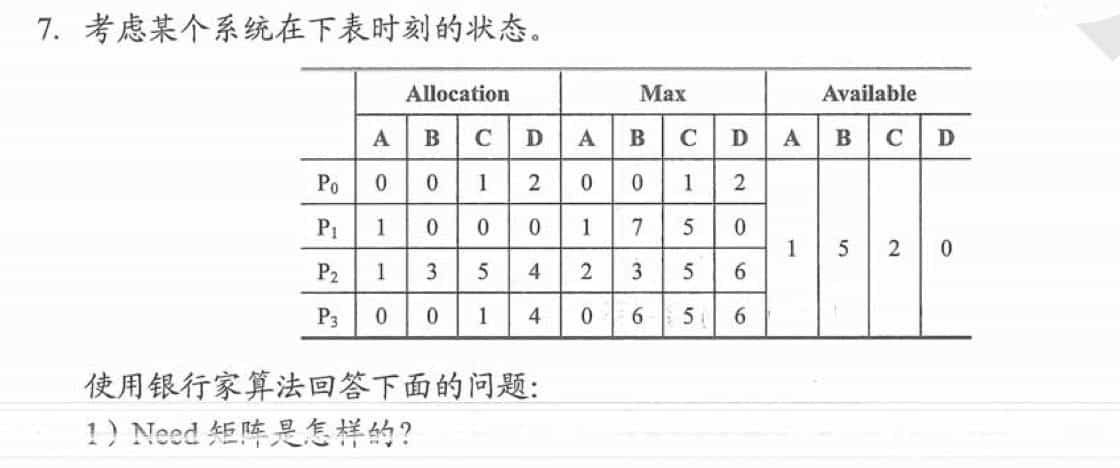 7. 考虑某个系统在下表时刻的状态。
Allocation Max Available
A B C D A B C D A B C D
P0 0 0 1 2 0 0 1 2
P1 1 0 0 0 1 7 5 0
1 5 2 0
P2 1 3 5 4 2 3 5 6
P3 0 0 1 4 0 6 5 6
使用银行家算法回答下面的问题:
1) Need 矩阵是怎样的?